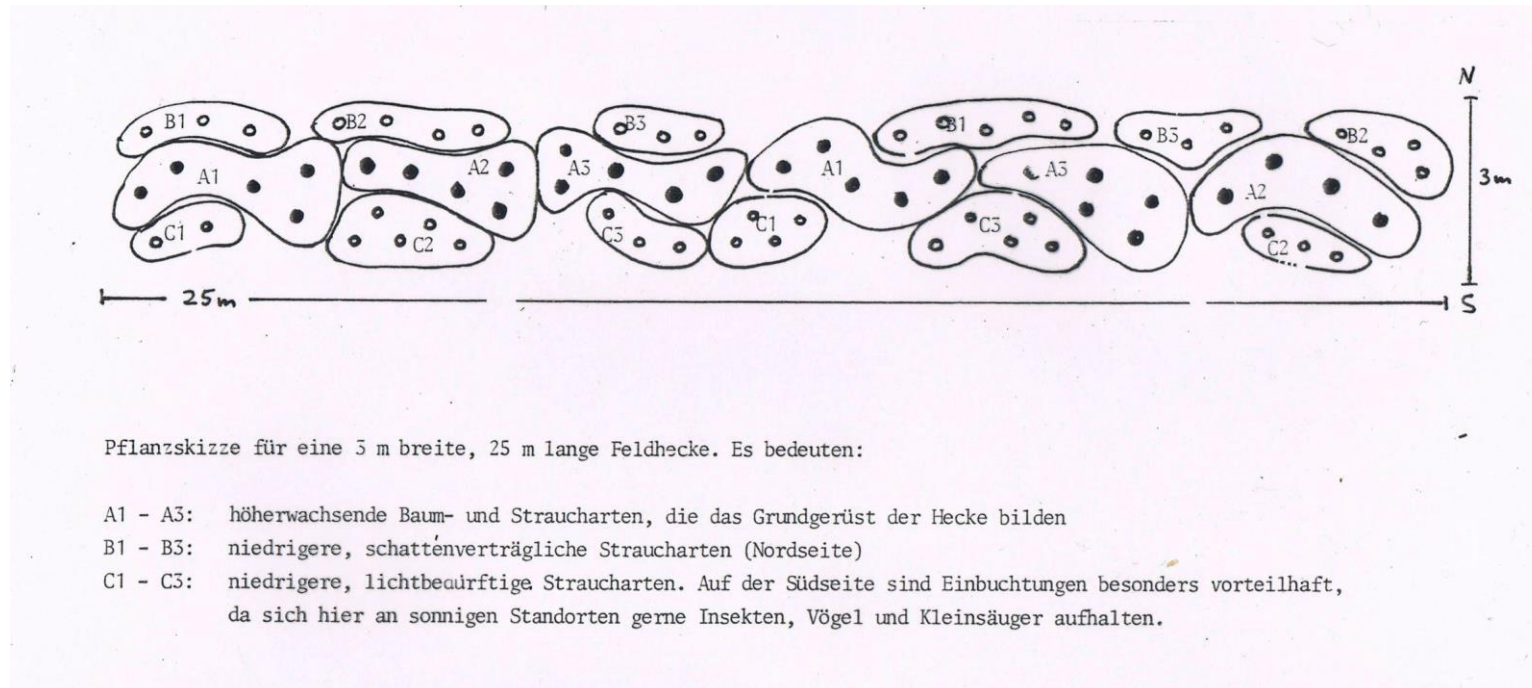 N
B1
B2
B3
B1
B3
B2
A1
A2
A3
A1
A3
A2
3m
C1
C2
C3
C1
C3
C2
25m
S
Pflanzskizze für eine 3 m breite, 25 m lange Feldhecke. Es bedeuten:
A1 - A3: höherwachsende Baum- und Straucharten, die das Grundgerüst der Hecke bilden
B1 - B3: niedrigere, schattenverträgliche Straucharten (Nordseite)
C1 - C3: niedrigere, lichtbedürftige Straucharten. Auf der Südseite sind Einbuchtungen besonders vorteilhaft,
da sich hier an sonnigen Standorten gerne Insekten, Vögel und Kleinsäuger aufhalten.